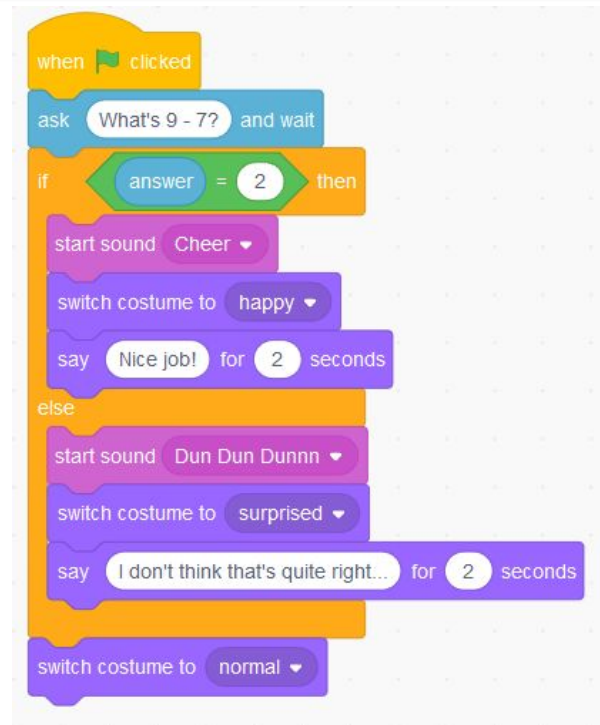 when clicked
ask What's 9 - 7? and wait
if answer = 2 then
start sound Cheer
switch costume to happy
say Nice job! for 2 seconds
else
start sound Dun Dun Dunnn
switch costume to surprised
say I don't think that's quite right... for 2 seconds
switch costume to normal